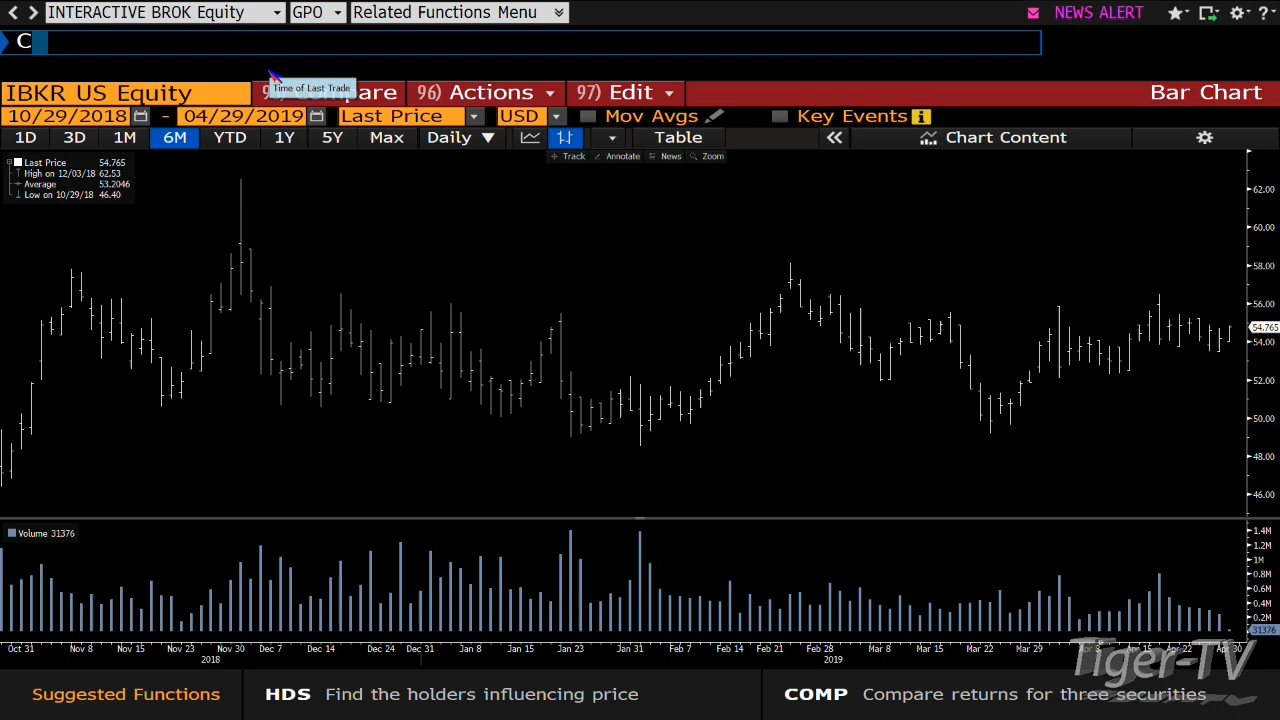 INTERACTIVE BROK Equity GPO Related Functions Menu NEWS ALERT ?
C
Time of Last Trade
IBKR US Equity Compare 96) Actions 97) Edit Bar Chart
10/29/2018 - 04/29/2019 Last Price USD Mov Avgs Key Events i
1D 3D 1M 6M YTD 1Y 5Y Max Daily ▼ Table « Chart Content
Track Annotate News Zoom
Last Price 54.765
High on 12/03/18 62.53
Average 53.2046
Low on 10/29/18 46.40
62.00
60.00
58.00
56.00
54.765
54.00
52.00
50.00
48.00
46.00
Volume 31376
1.4M
1.2M
1M
0.8M
0.6M
0.4M
0.2M
31376
Oct 31 Nov 8 Nov 15 Nov 23 Nov 30 Dec 7 Dec 14 Dec 24 Dec 31 Jan 8 Jan 15 Jan 23 Jan 31 Feb 7 Feb 14 Feb 21 Feb 28 Mar 8 Mar 15 Mar 22 Mar 29 Apr 8 Apr 15 Apr 22 Apr 30
2018 2019
Tiger-TV
Suggested Functions HDS Find the holders influencing price COMP Compare returns for three securities